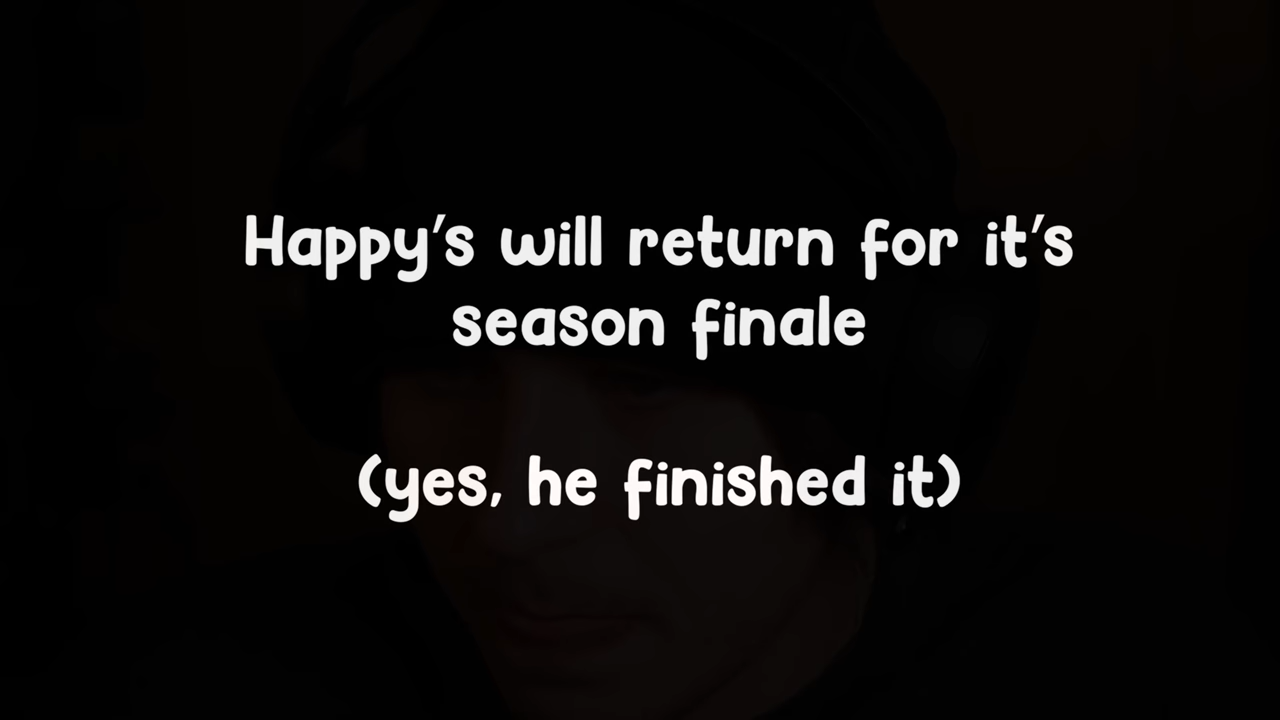 Happy's will return for it's
season finale
(yes, he finished it)